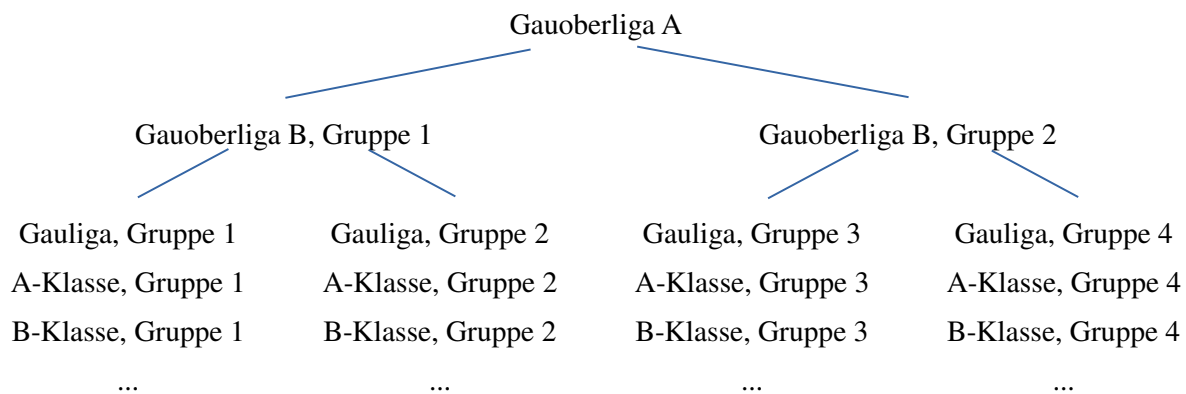 Gauoberliga A
Gauoberliga B, Gruppe 1
Gauoberliga B, Gruppe 2
Gauliga, Gruppe 1
Gauliga, Gruppe 2
Gauliga, Gruppe 3
Gauliga, Gruppe 4
A-Klasse, Gruppe 1
A-Klasse, Gruppe 2
A-Klasse, Gruppe 3
A-Klasse, Gruppe 4
B-Klasse, Gruppe 1
B-Klasse, Gruppe 2
B-Klasse, Gruppe 3
B-Klasse, Gruppe 4
...
...
...
...